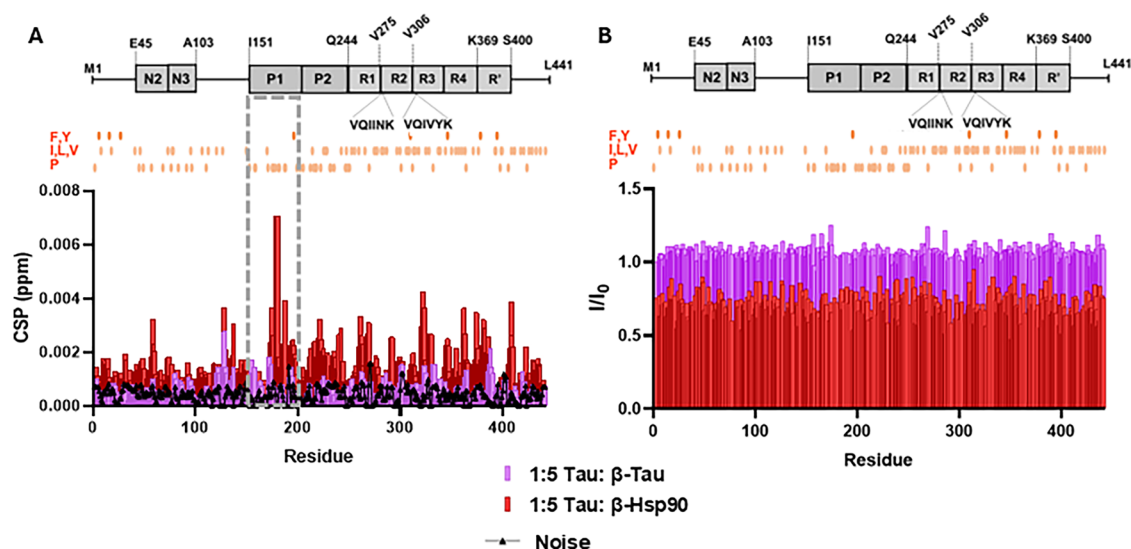 A
E45
A103
I151
Q244
V275
V306
K369
S400
M1
N2
N3
P1
P2
R1
R2
R3
R4
R'
L441
VQIINK
VQIVYK
F,Y
I,L,V
P
0.008
0.006
0.004
0.002
0.000
CSP (ppm)
0
100
200
300
400
Residue
B
E45
A103
I151
Q244
V275
V306
K369
S400
M1
N2
N3
P1
P2
R1
R2
R3
R4
R'
L441
VQIINK
VQIVYK
F,Y
I,L,V
P
1.5
1.0
0.5
0.0
I/I₀
0
100
200
300
400
Residue
1:5 Tau: β-Tau
1:5 Tau: β-Hsp90
Noise